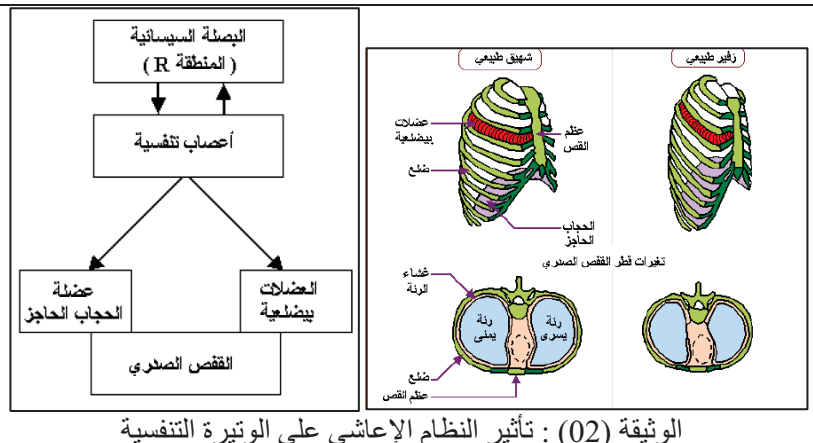 البصلة السيسائية
( المنطقة R )
أعصاب تنفسية
عضلة
الحجاب الحاجز
العضلات
بيضلعية
القفص الصدري
شهيق طبيعي
زفير طبيعي
عضلات
بيضلعية
عظم
القص
ضلع
الحجاب
الحاجز
تغيرات قطر القفص الصدري
غشاء
الرئة
رئة
يمنى
رئة
يسرى
ضلع
عظم القص
الوثيقة (02) : تأثير النظام الإعاشي على الوتيرة التنفسية